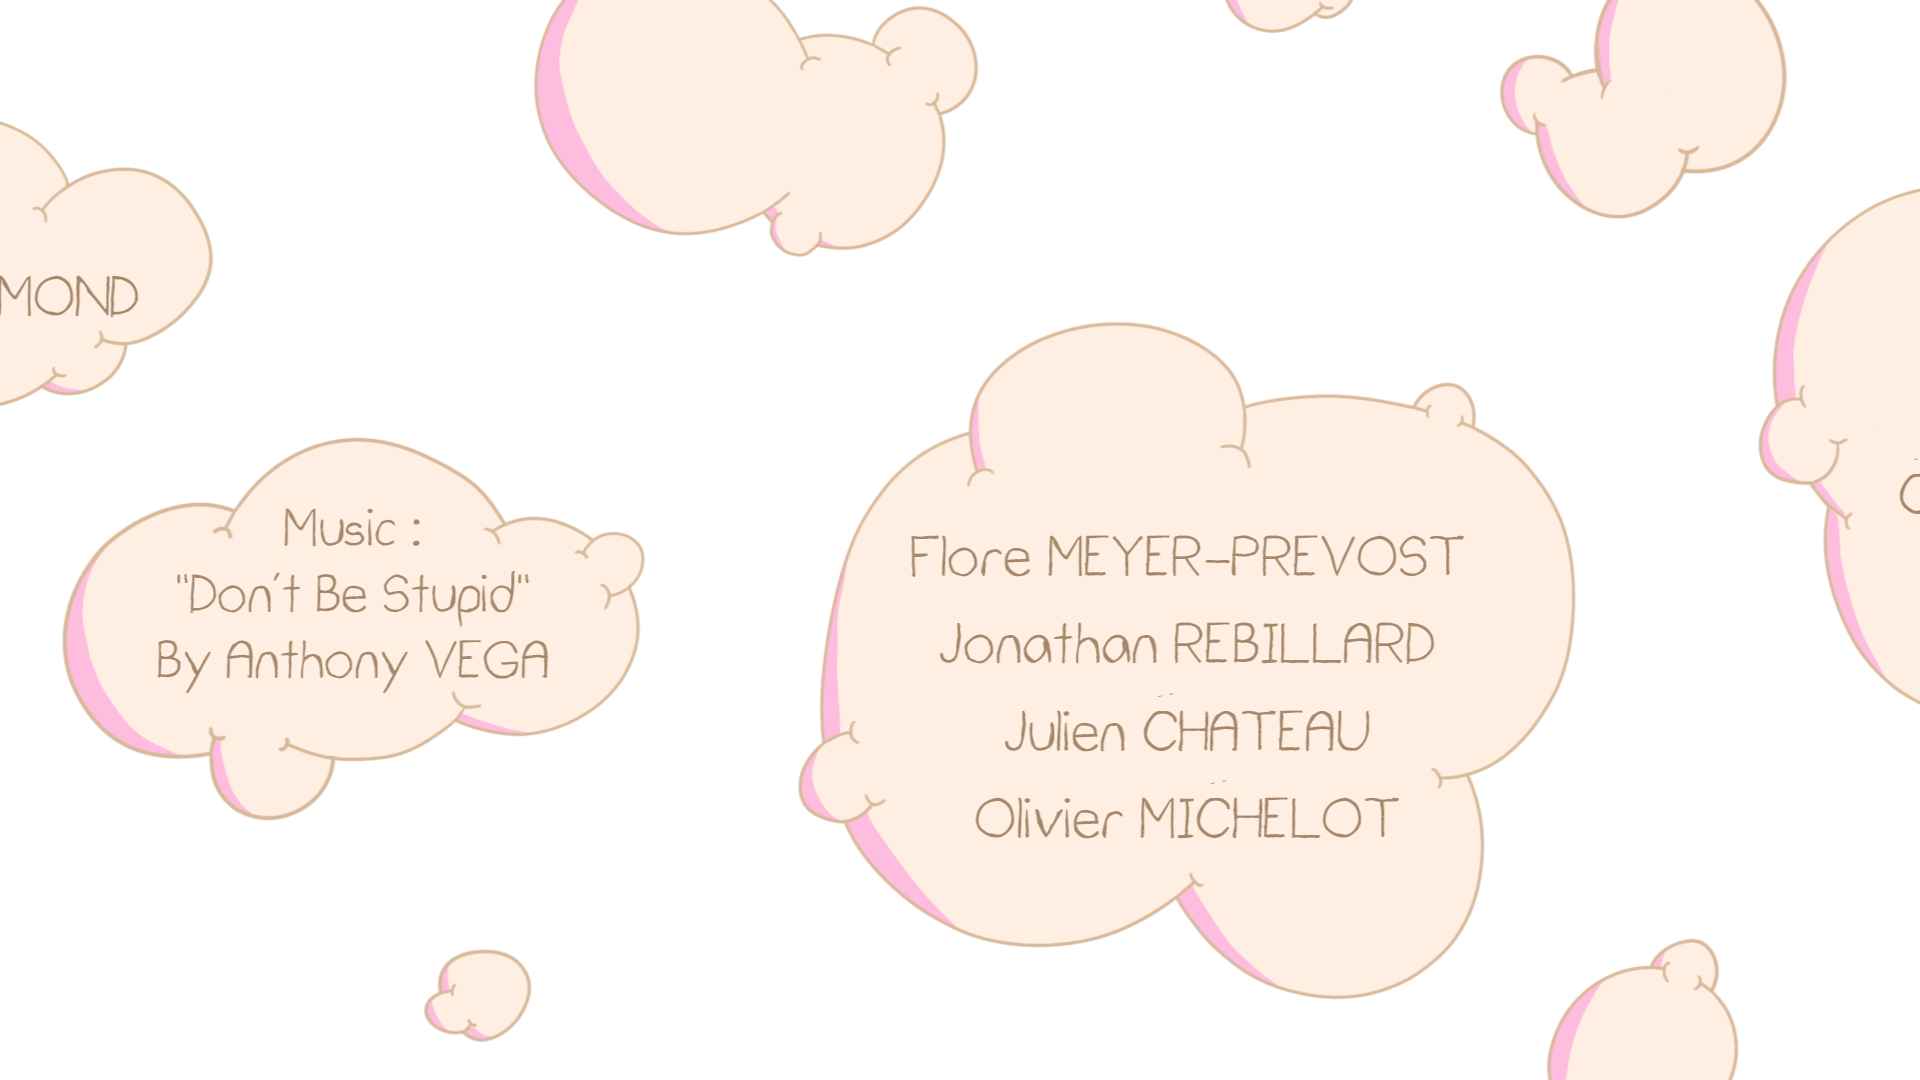 MOND
Music :
"Don't Be Stupid"
By Anthony VEGA
Flore MEYER-PREVOST
Jonathan REBILLARD
Julien CHATEAU
Olivier MICHELOT